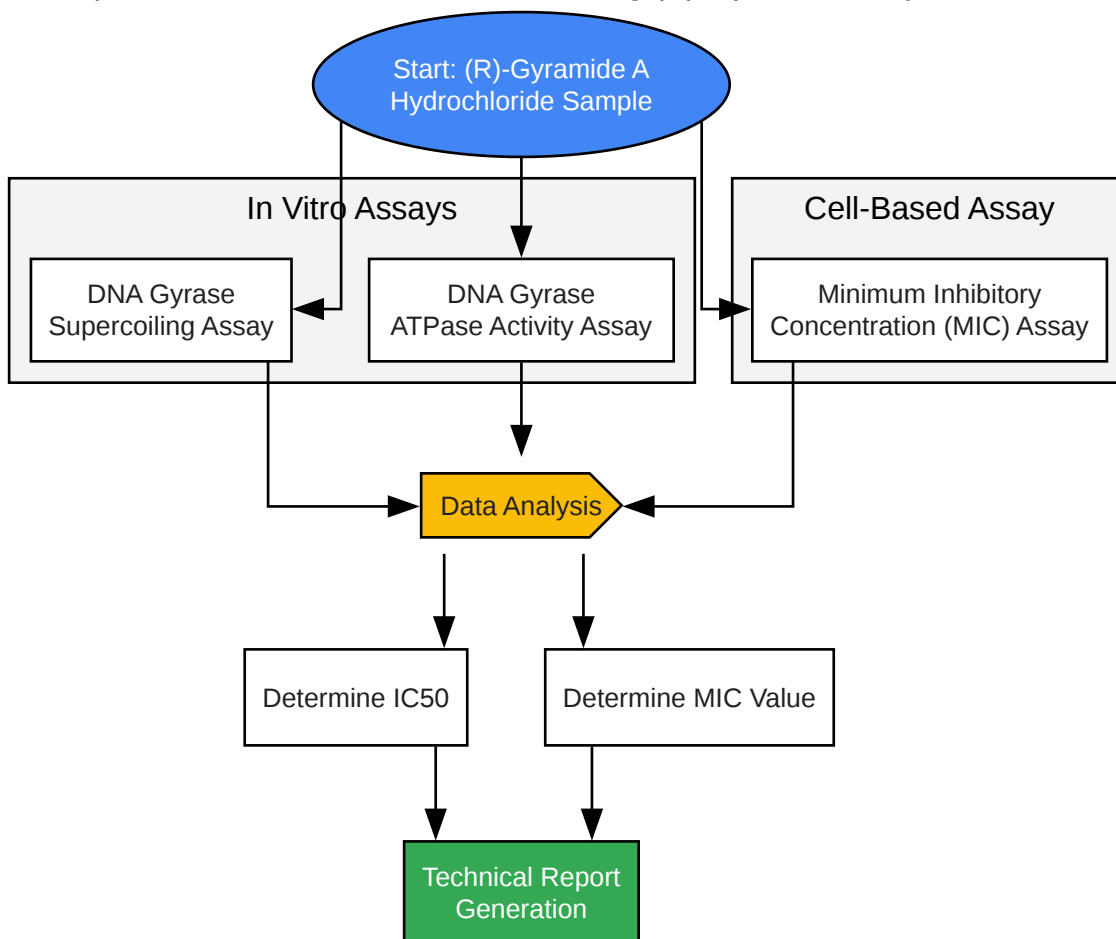 Start: (R)-Gyramide A
Hydrochloride Sample
In Vitro Assays
Cell-Based Assay
DNA Gyrase
Supercoiling Assay
DNA Gyrase
ATPase Activity Assay
Minimum Inhibitory
Concentration (MIC) Assay
Data Analysis
Determine IC50
Determine MIC Value
Technical Report
Generation